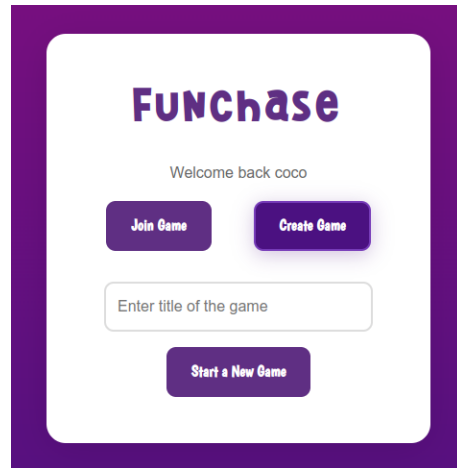 Funchase
Welcome back coco
Join Game
Create Game
Enter title of the game
Start a New Game